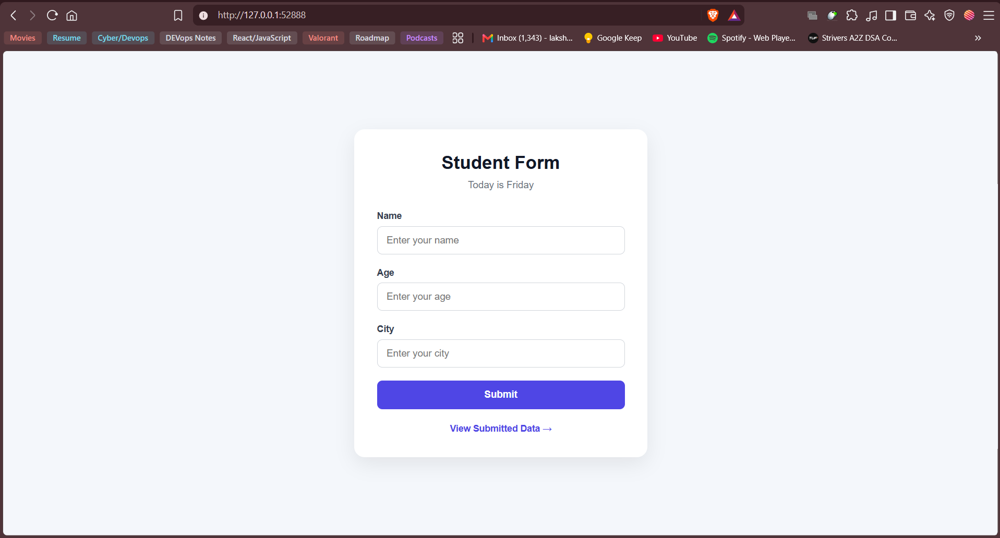 http://127.0.0.1:52888
Movies Resume Cyber/Devops DEVops Notes React/JavaScript Valorant Roadmap Podcasts Inbox (1,343) - laksh... Google Keep YouTube Spotify - Web Playe... TUF Strivers A2Z DSA Co... »
Student Form
Today is Friday
Name
Enter your name
Age
Enter your age
City
Enter your city
Submit
View Submitted Data →